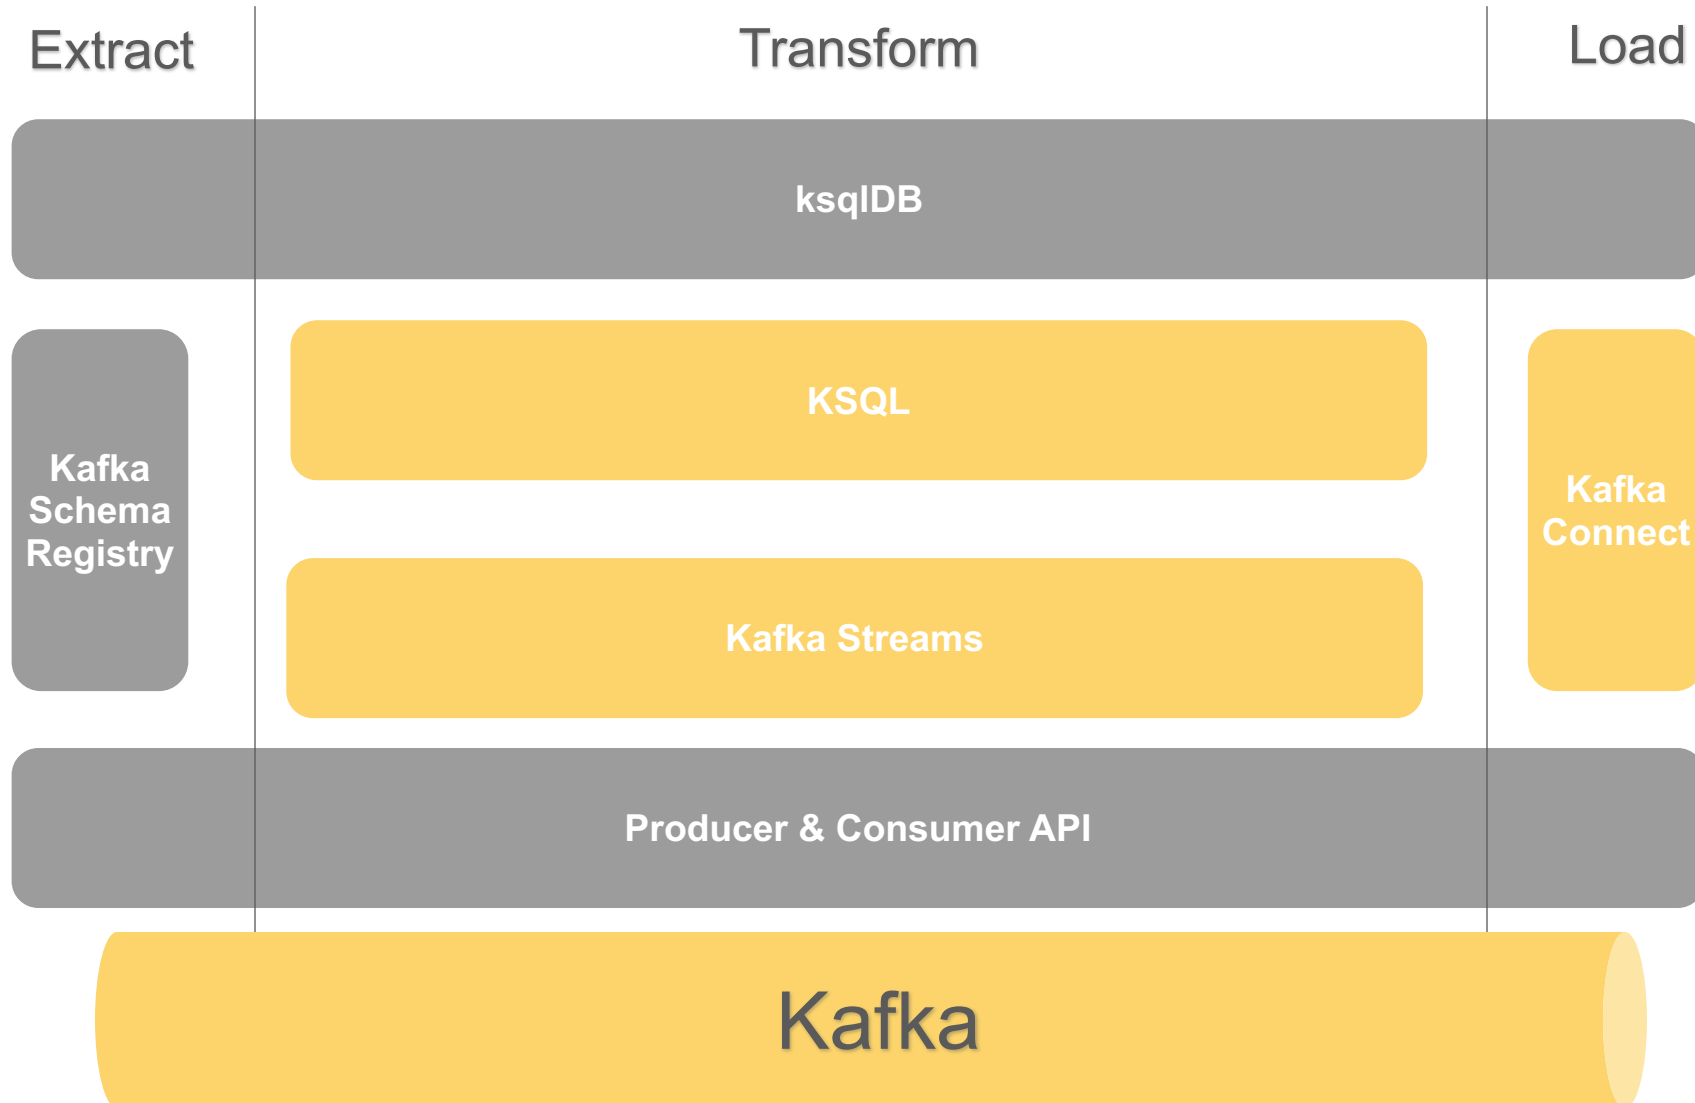 Extract
Transform
Load
ksqlDB
KSQL
Kafka
Schema
Registry
Kafka
Connect
Kafka Streams
Producer & Consumer API
Kafka